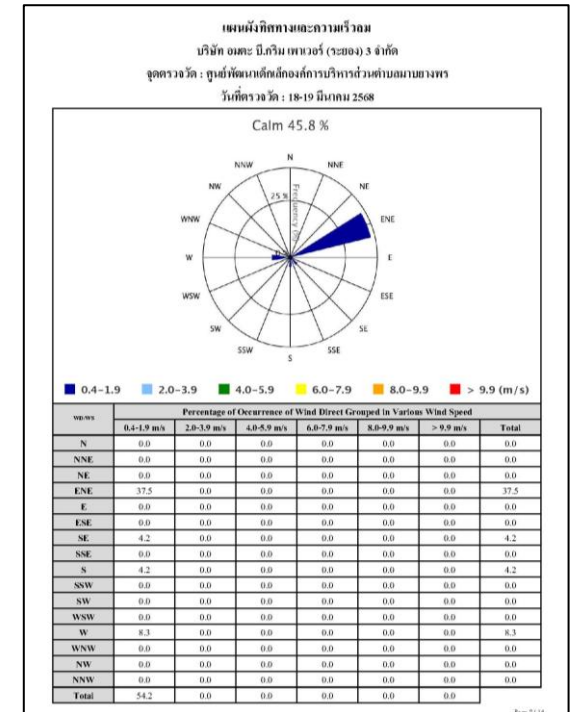 แผนผังทิศทางและความเร็วลม
บริษัท อมตะ บี.กริม เพาเวอร์ (ระยอง) 3 จำกัด
จุดตรวจวัด : ศูนย์พัฒนาเด็กเล็กองค์การบริหารส่วนตำบลมาบยางพร
วันที่ตรวจวัด : 18-19 มีนาคม 2568
Calm 45.8 %
N
NNW NNE
NW NE
25 %
Frequency (%)
WNW ENE
W 0 E
WSW ESE
SW SE
SSW SSE
S
0.4-1.9 2.0-3.9 4.0-5.9 6.0-7.9 8.0-9.9 > 9.9 (m/s)
WD/WS Percentage of Occurrence of Wind Direct Grouped in Various Wind Speed
0.4-1.9 m/s 2.0-3.9 m/s 4.0-5.9 m/s 6.0-7.9 m/s 8.0-9.9 m/s > 9.9 m/s Total
N 0.0 0.0 0.0 0.0 0.0 0.0 0.0
NNE 0.0 0.0 0.0 0.0 0.0 0.0 0.0
NE 0.0 0.0 0.0 0.0 0.0 0.0 0.0
ENE 37.5 0.0 0.0 0.0 0.0 0.0 37.5
E 0.0 0.0 0.0 0.0 0.0 0.0 0.0
ESE 0.0 0.0 0.0 0.0 0.0 0.0 0.0
SE 4.2 0.0 0.0 0.0 0.0 0.0 4.2
SSE 0.0 0.0 0.0 0.0 0.0 0.0 0.0
S 4.2 0.0 0.0 0.0 0.0 0.0 4.2
SSW 0.0 0.0 0.0 0.0 0.0 0.0 0.0
SW 0.0 0.0 0.0 0.0 0.0 0.0 0.0
WSW 0.0 0.0 0.0 0.0 0.0 0.0 0.0
W 8.3 0.0 0.0 0.0 0.0 0.0 8.3
WNW 0.0 0.0 0.0 0.0 0.0 0.0 0.0
NW 0.0 0.0 0.0 0.0 0.0 0.0 0.0
NNW 0.0 0.0 0.0 0.0 0.0 0.0 0.0
Total 54.2 0.0 0.0 0.0 0.0 0.0